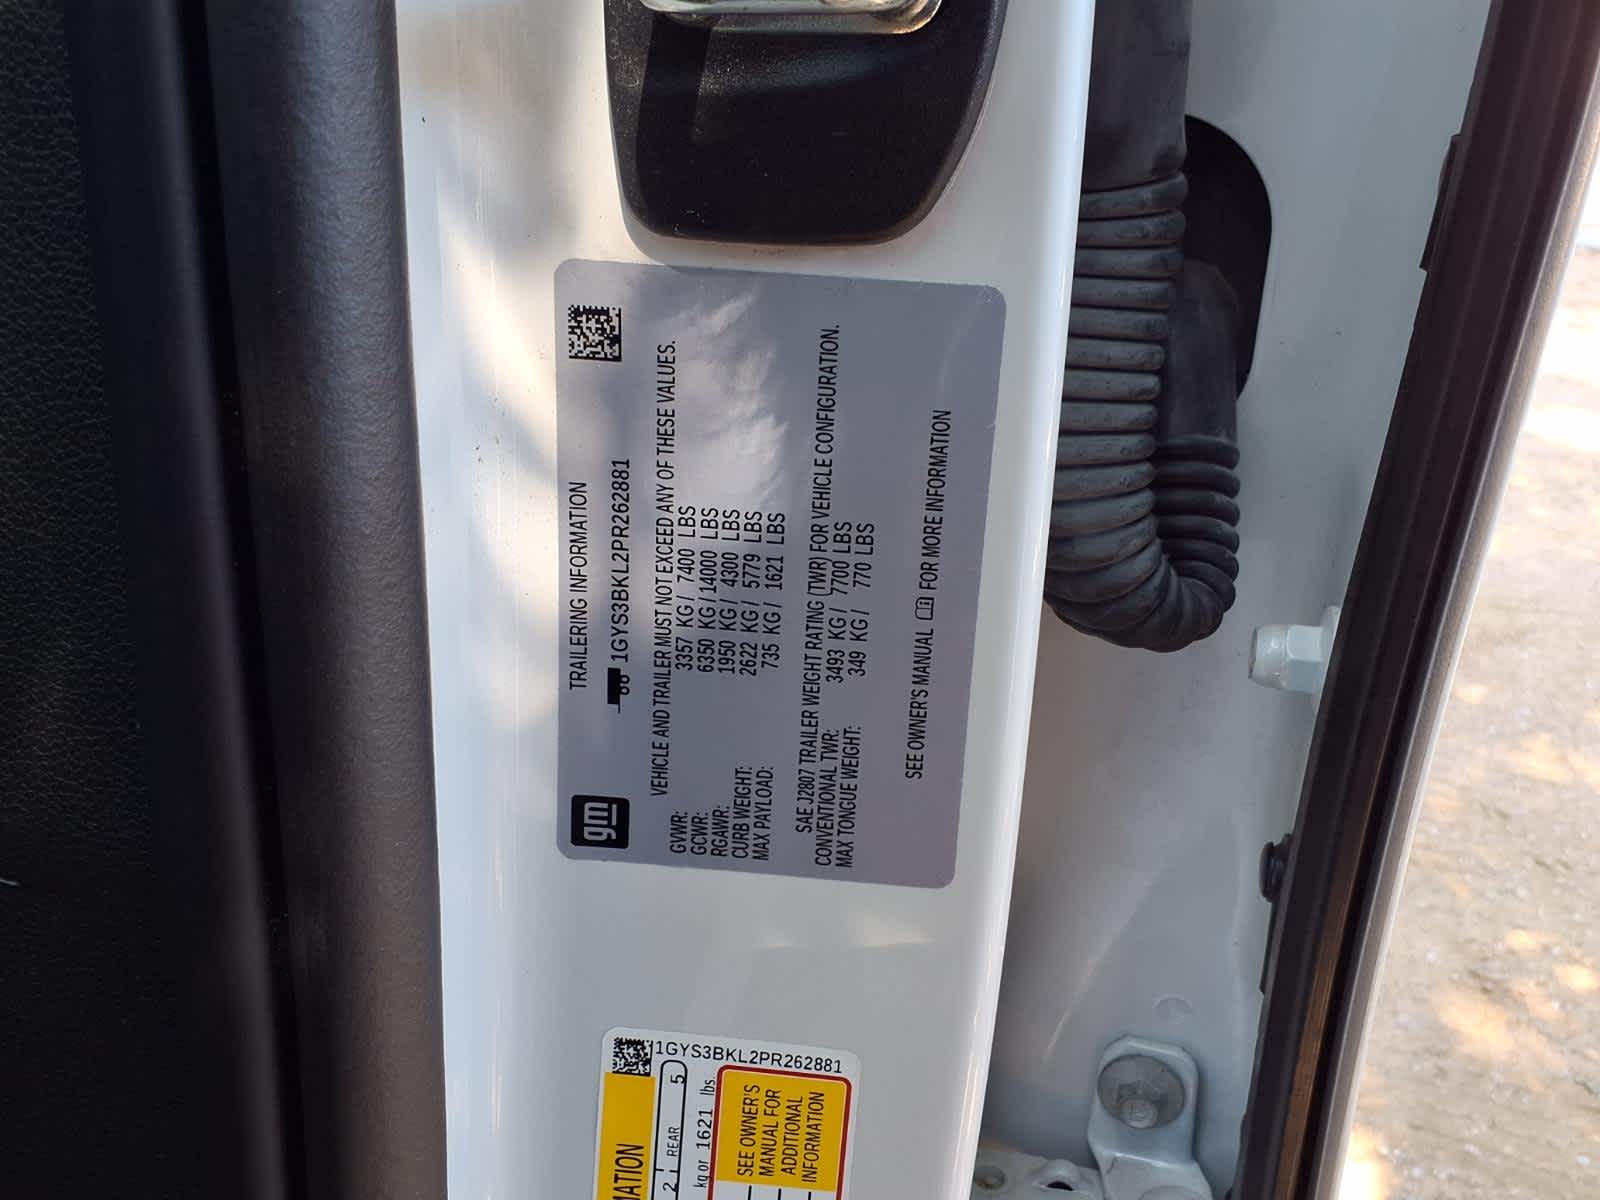 gm
TRAILERING INFORMATION
1GYS3BKL2PR262881
VEHICLE AND TRAILER MUST NOT EXCEED ANY OF THESE VALUES.
GVWR: 3357 KG / 7400 LBS
GCWR: 6350 KG / 14000 LBS
RGAWR: 1950 KG / 4300 LBS
CURB WEIGHT: 2622 KG / 5779 LBS
MAX PAYLOAD: 735 KG / 1621 LBS
SAE J2807 TRAILER WEIGHT RATING (TWR) FOR VEHICLE CONFIGURATION.
CONVENTIONAL TWR: 3493 KG / 7700 LBS
MAX TONGUE WEIGHT: 349 KG / 770 LBS
SEE OWNER'S MANUAL FOR MORE INFORMATION
1GYS3BKL2PR262881
2 REAR 5
kg or 1621 lbs.
SEE OWNER'S
MANUAL FOR
ADDITIONAL
INFORMATION